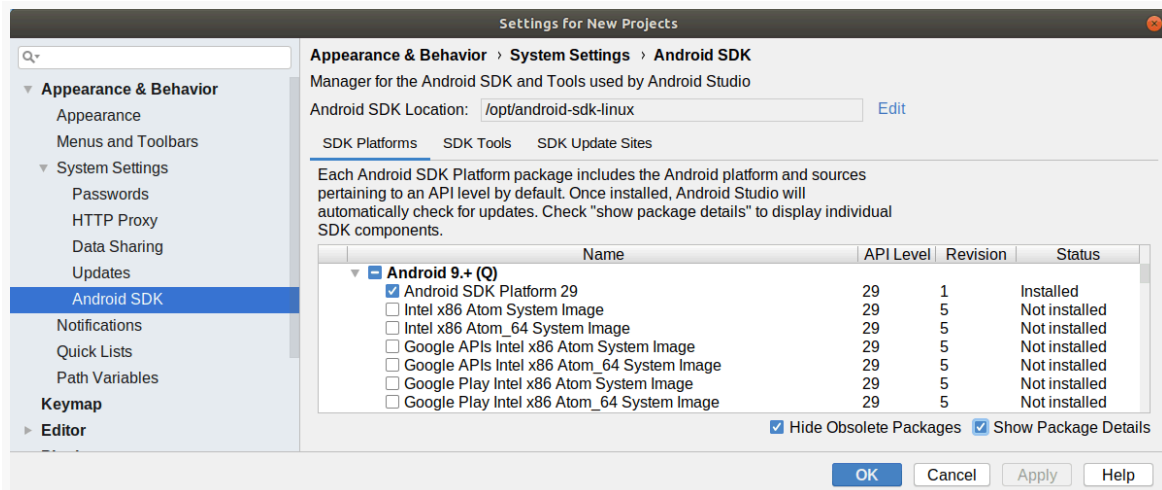 Settings for New Projects
Appearance & Behavior › System Settings › Android SDK
Manager for the Android SDK and Tools used by Android Studio
Android SDK Location: /opt/android-sdk-linux Edit
Appearance & Behavior
Appearance
Menus and Toolbars
System Settings
Passwords
HTTP Proxy
Data Sharing
Updates
Android SDK
Notifications
Quick Lists
Path Variables
Keymap
Editor
SDK Platforms SDK Tools SDK Update Sites
Each Android SDK Platform package includes the Android platform and sources
pertaining to an API level by default. Once installed, Android Studio will
automatically check for updates. Check "show package details" to display individual
SDK components.
Name API Level Revision Status
Android 9.+ (Q)
Android SDK Platform 29 29 1 Installed
Intel x86 Atom System Image 29 5 Not installed
Intel x86 Atom_64 System Image 29 5 Not installed
Google APIs Intel x86 Atom System Image 29 5 Not installed
Google APIs Intel x86 Atom_64 System Image 29 5 Not installed
Google Play Intel x86 Atom System Image 29 5 Not installed
Google Play Intel x86 Atom_64 System Image 29 5 Not installed
Hide Obsolete Packages Show Package Details
OK Cancel Apply Help